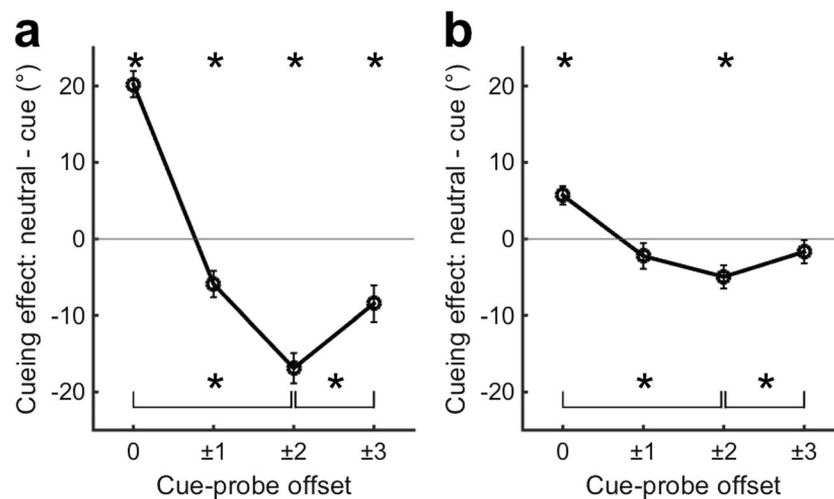 a
* * * *
Cueing effect: neutral - cue (°)
20
10
0
-10
-20
* *
0 ±1 ±2 ±3
Cue-probe offset
b
* *
Cueing effect: neutral - cue (°)
20
10
0
-10
-20
* *
0 ±1 ±2 ±3
Cue-probe offset